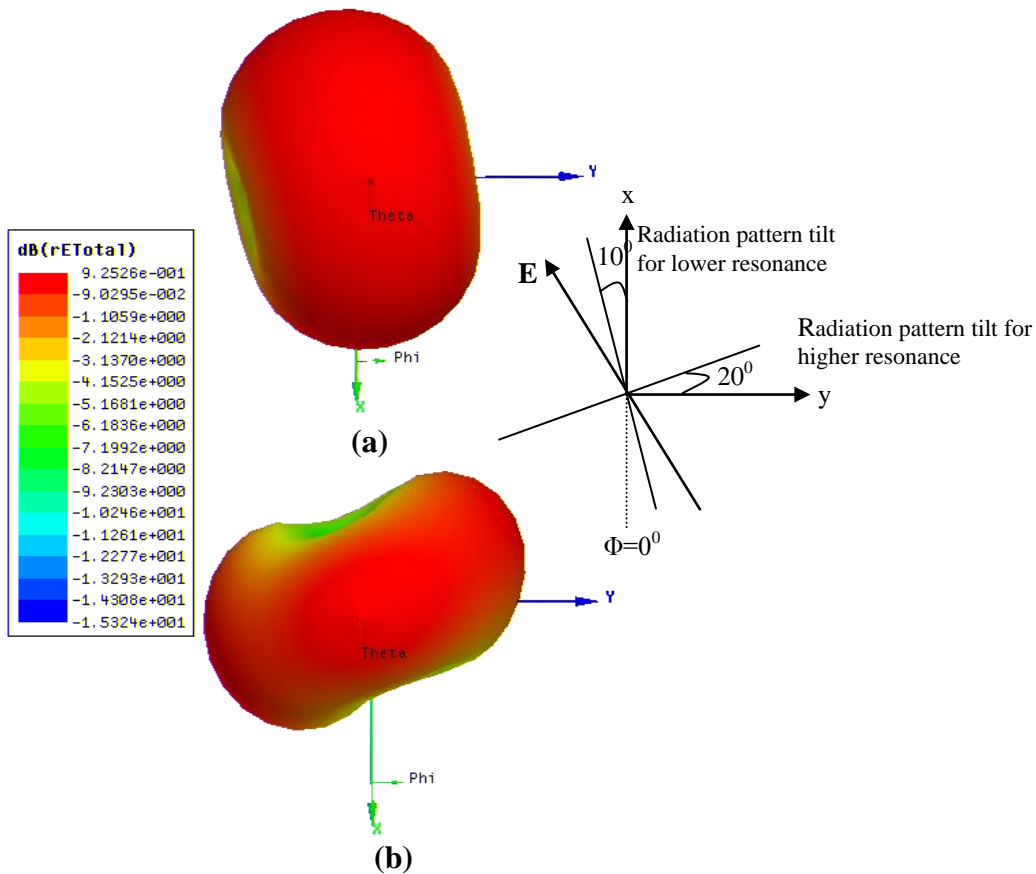 Y
Theta
Phi
X
(a)
dB(rETotal)
9.2526e-001
-9.0295e-002
-1.1059e+000
-2.1214e+000
-3.1370e+000
-4.1525e+000
-5.1681e+000
-6.1836e+000
-7.1992e+000
-8.2147e+000
-9.2303e+000
-1.0246e+001
-1.1261e+001
-1.2277e+001
-1.3293e+001
-1.4308e+001
-1.5324e+001
x
Radiation pattern tilt
for lower resonance
10⁰
E
Radiation pattern tilt for
higher resonance
20⁰
y
Φ=0⁰
Y
Theta
Phi
X
(b)